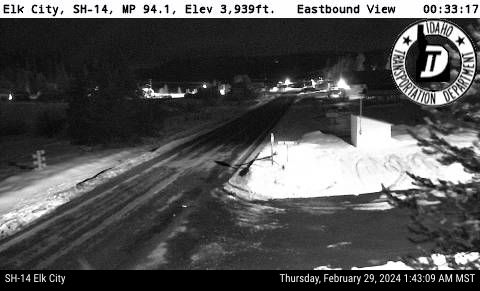 Elk City, SH-14, MP 94.1, Elev 3,939ft. Eastbound View 00:33:17
IDAHO
TRANSPORTATION DEPARTMENT
SH-14 Elk City Thursday, February 29, 2024 1:43:09 AM MST